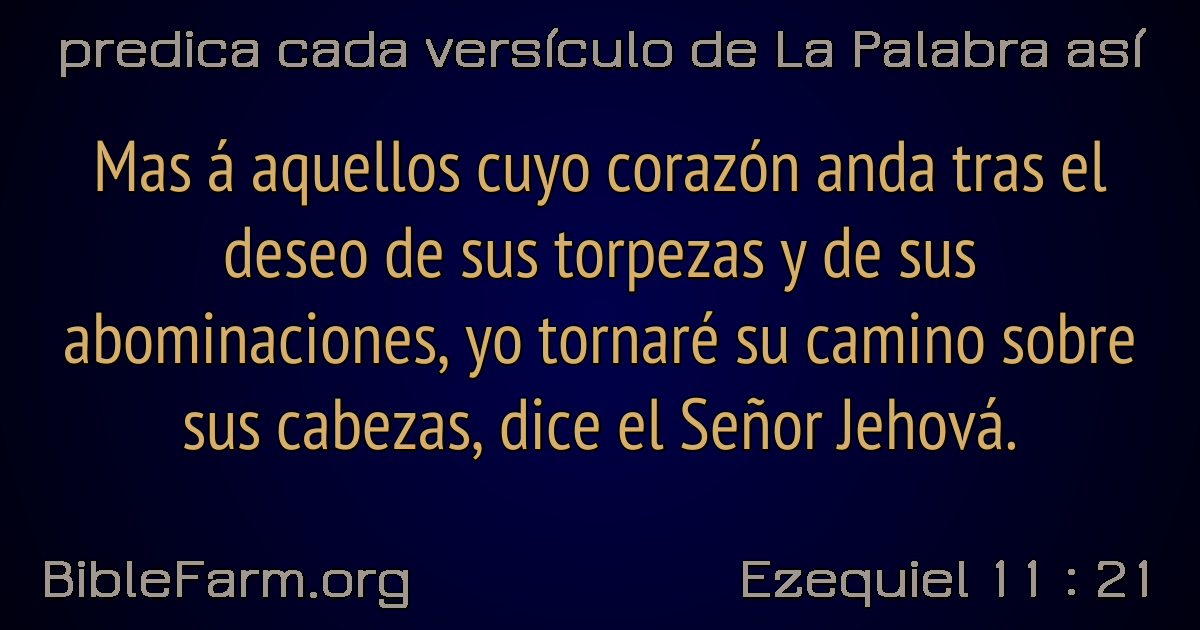 predica cada versículo de La Palabra así
Mas á aquellos cuyo corazón anda tras el
deseo de sus torpezas y de sus
abominaciones, yo tornaré su camino sobre
sus cabezas, dice el Señor Jehová.
BibleFarm.org
Ezequiel 11 : 21